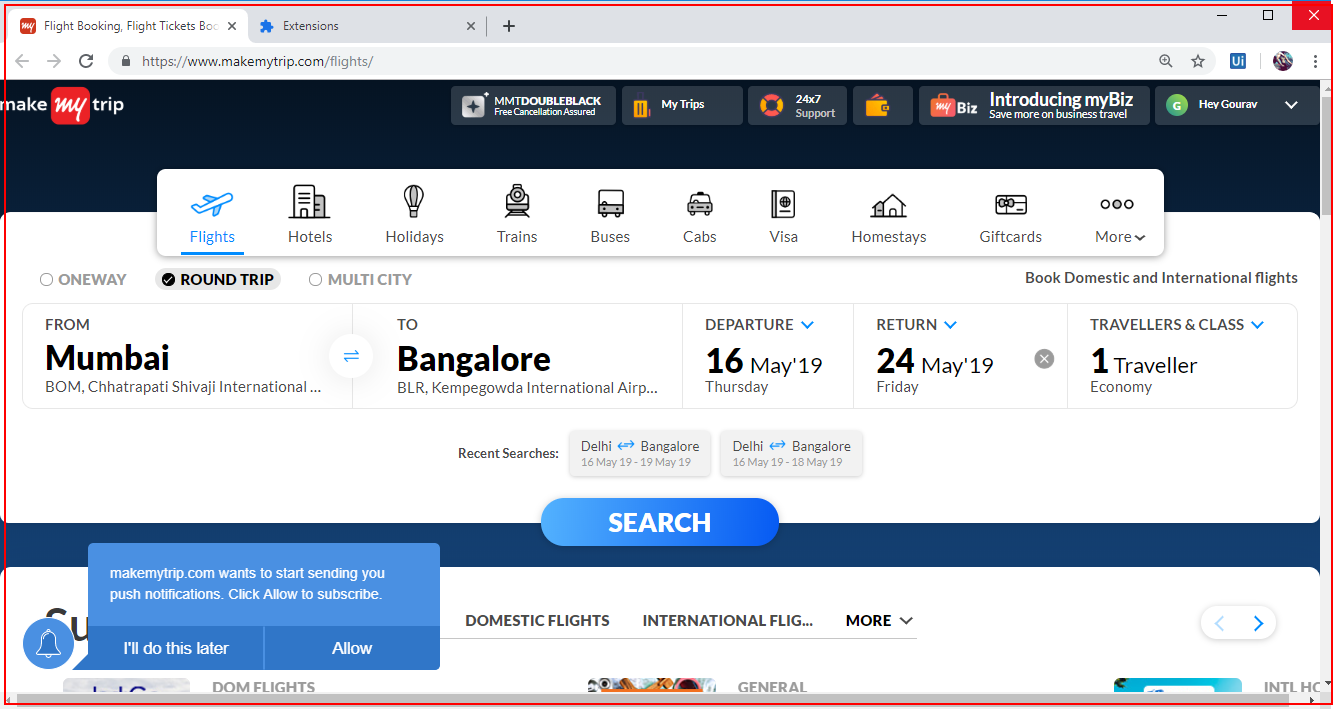 my Flight Booking, Flight Tickets Boo
Extensions
https://www.makemytrip.com/flights/
Ui
make my trip
MMTDOUBLEBLACK
Free Cancellation Assured
My Trips
24x7
Support
my Biz
Introducing myBiz
Save more on business travel
G Hey Gourav
Flights Hotels Holidays Trains Buses Cabs Visa Homestays Giftcards More
ONEWAY ROUND TRIP MULTI CITY
Book Domestic and International flights
FROM
Mumbai
BOM, Chhatrapati Shivaji International ...
TO
Bangalore
BLR, Kempegowda International Airp...
DEPARTURE
16 May'19
Thursday
RETURN
24 May'19
Friday
TRAVELLERS & CLASS
1 Traveller
Economy
Recent Searches:
Delhi Bangalore
16 May 19 - 19 May 19
Delhi Bangalore
16 May 19 - 18 May 19
SEARCH
makemytrip.com wants to start sending you
push notifications. Click Allow to subscribe.
I'll do this later
Allow
Su
DOMESTIC FLIGHTS INTERNATIONAL FLIG... MORE
DOM FLIGHTS
GENERAL
INTL HO